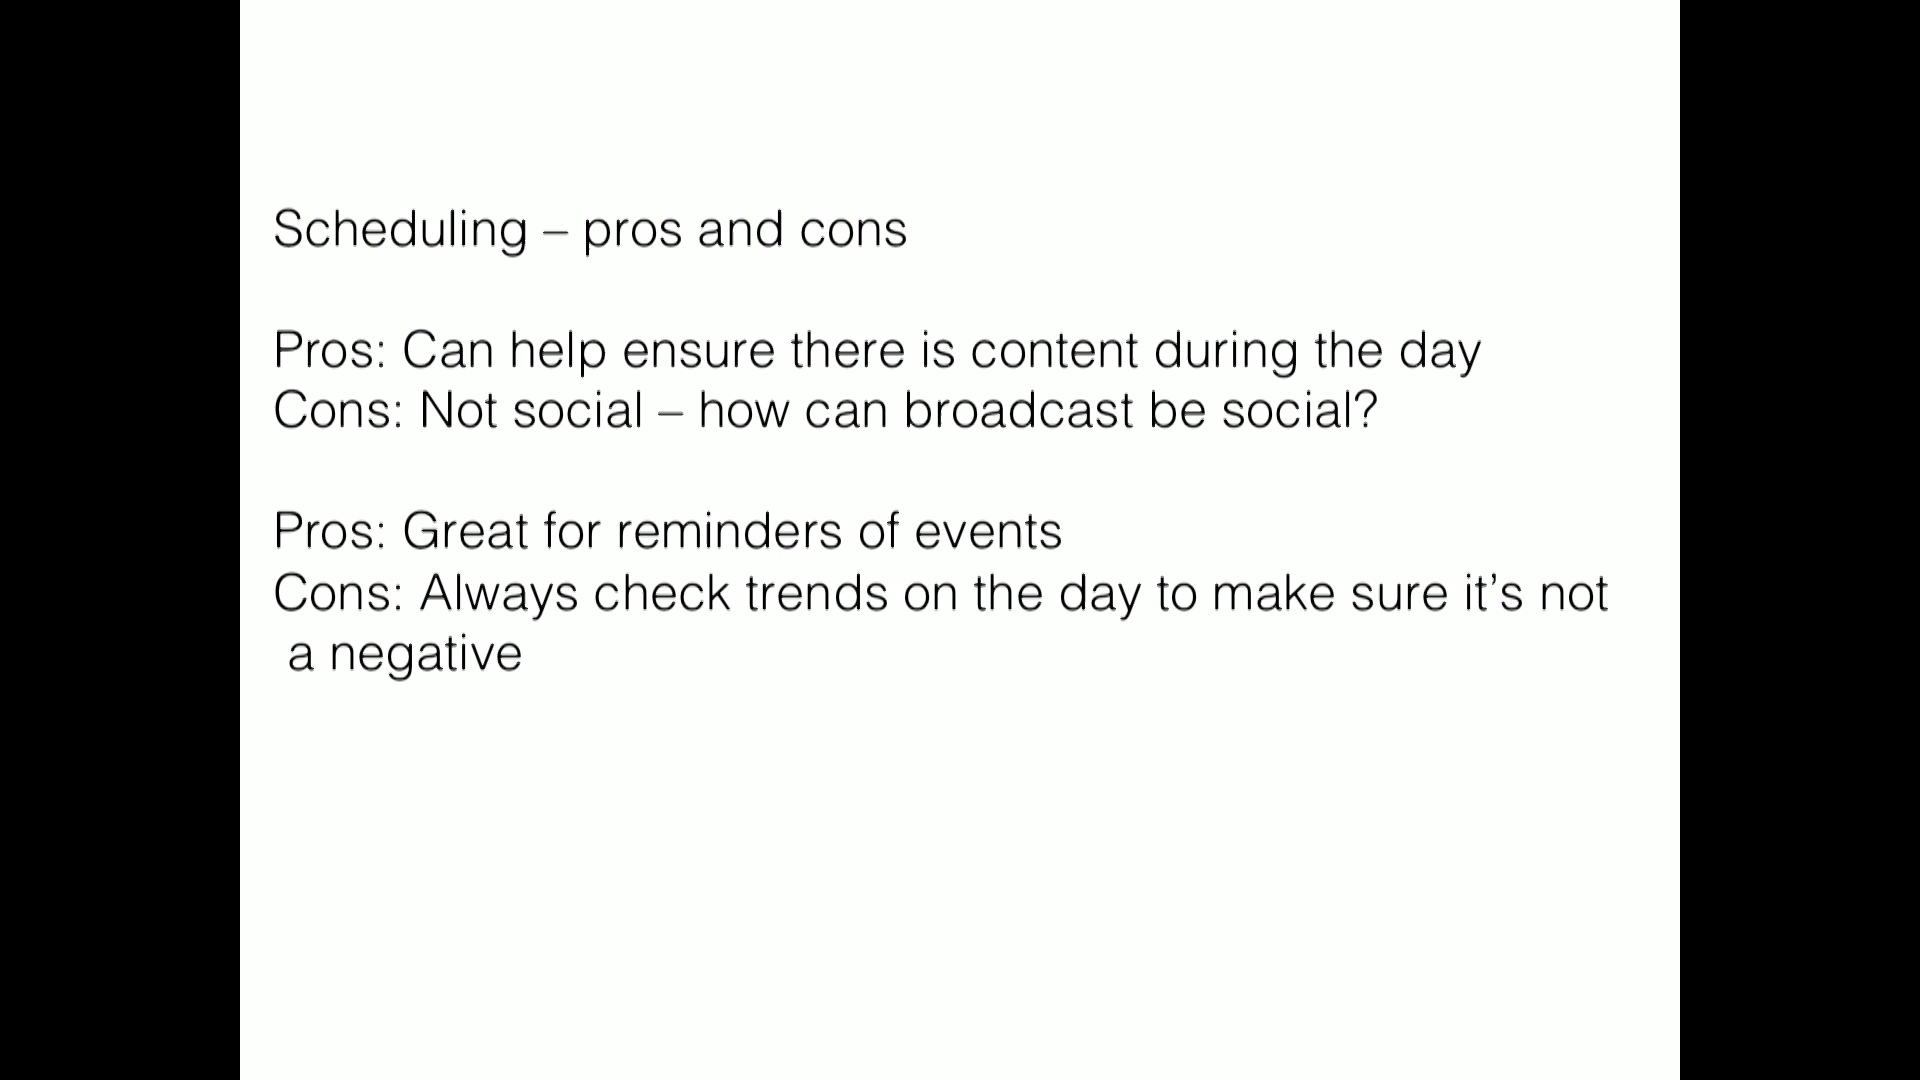 Scheduling – pros and cons
Pros: Can help ensure there is content during the day
Cons: Not social – how can broadcast be social?
Pros: Great for reminders of events
Cons: Always check trends on the day to make sure it’s not
a negative